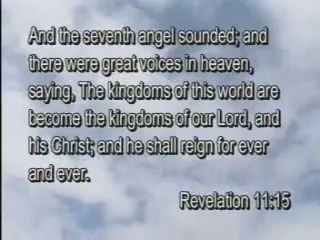 And the seventh angel sounded; and
there were great voices in heaven,
saying, The kingdoms of this world are
become the kingdoms of our Lord, and
his Christ; and he shall reign for ever
and ever.
Revelation 11:15